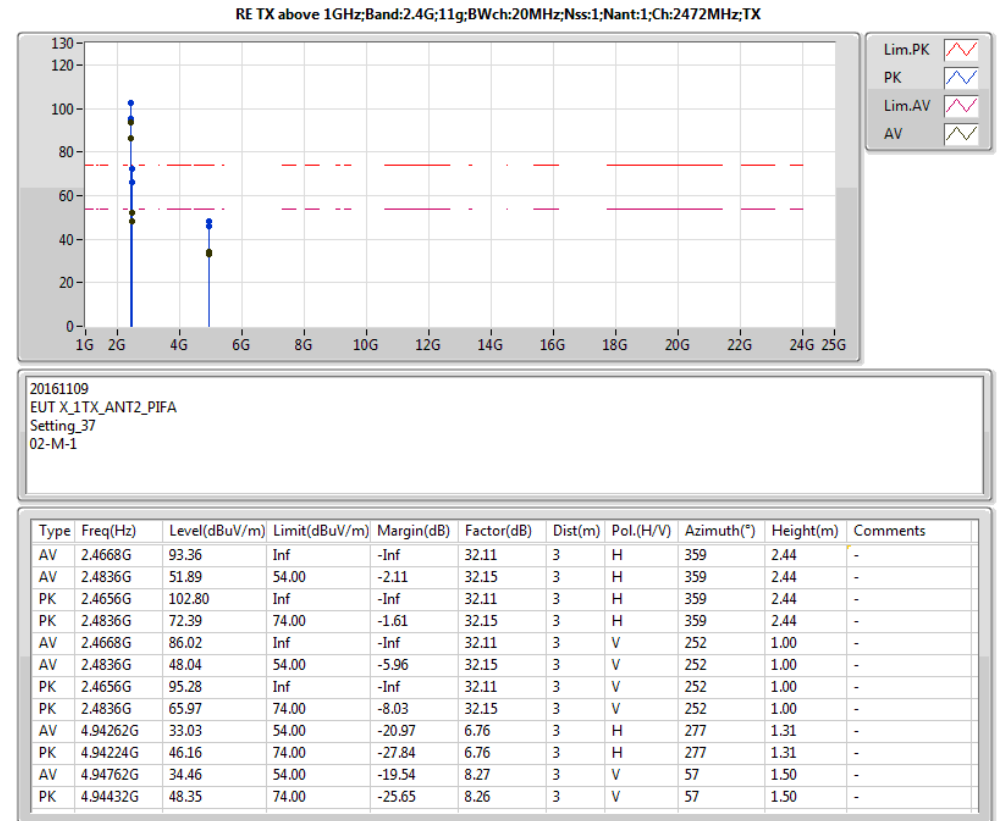 RE TX above 1GHz;Band:2.4G;11g;BWch:20MHz;Nss:1;Nant:1;Ch:2472MHz;TX
130
120
100
80
60
40
20
0
1G 2G 4G 6G 8G 10G 12G 14G 16G 18G 20G 22G 24G 25G
Lim.PK
PK
Lim.AV
AV
20161109
EUT X_1TX_ANT2_PIFA
Setting_37
02-M-1
Type Freq(Hz) Level(dBuV/m) Limit(dBuV/m) Margin(dB) Factor(dB) Dist(m) Pol.(H/V) Azimuth(°) Height(m) Comments
AV 2.4668G 93.36 Inf -Inf 32.11 3 H 359 2.44 -
AV 2.4836G 51.89 54.00 -2.11 32.15 3 H 359 2.44 -
PK 2.4656G 102.80 Inf -Inf 32.11 3 H 359 2.44 -
PK 2.4836G 72.39 74.00 -1.61 32.15 3 H 359 2.44 -
AV 2.4668G 86.02 Inf -Inf 32.11 3 V 252 1.00 -
AV 2.4836G 48.04 54.00 -5.96 32.15 3 V 252 1.00 -
PK 2.4656G 95.28 Inf -Inf 32.11 3 V 252 1.00 -
PK 2.4836G 65.97 74.00 -8.03 32.15 3 V 252 1.00 -
AV 4.94262G 33.03 54.00 -20.97 6.76 3 H 277 1.31 -
PK 4.94224G 46.16 74.00 -27.84 6.76 3 H 277 1.31 -
AV 4.94762G 34.46 54.00 -19.54 8.27 3 V 57 1.50 -
PK 4.94432G 48.35 74.00 -25.65 8.26 3 V 57 1.50 -